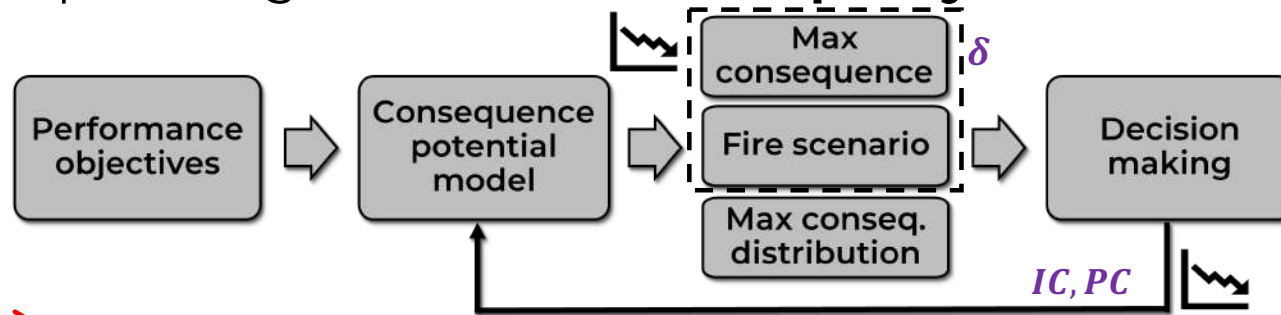 Max
consequence
δ
Performance
objectives
Consequence
potential
model
Fire scenario
Decision
making
Max conseq.
distribution
IC, PC